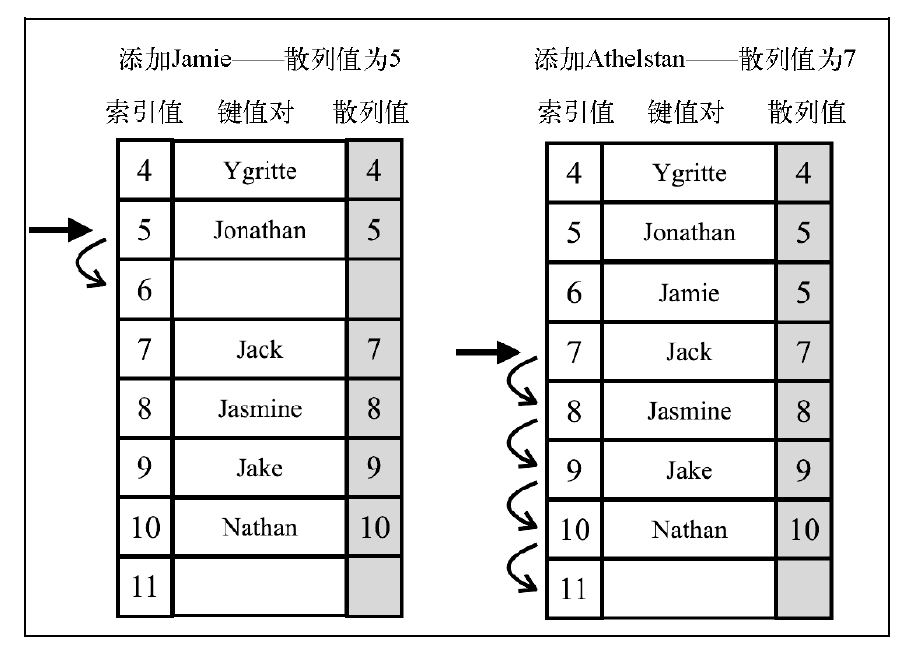 添加Jamie——散列值为5
索引值 键值对 散列值
4 Ygritte 4
5 Jonathan 5
6
7 Jack 7
8 Jasmine 8
9 Jake 9
10 Nathan 10
11
添加Athelstan——散列值为7
索引值 键值对 散列值
4 Ygritte 4
5 Jonathan 5
6 Jamie 5
7 Jack 7
8 Jasmine 8
9 Jake 9
10 Nathan 10
11